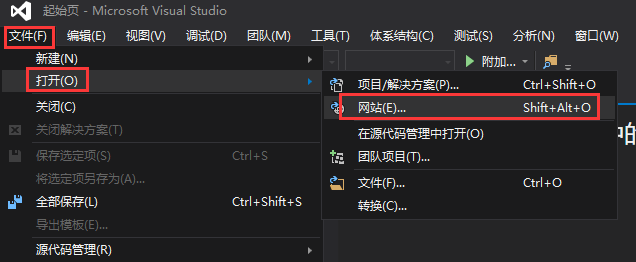 起始页 - Microsoft Visual Studio
文件(F) 编辑(E) 视图(V) 调试(D) 团队(M) 工具(T) 体系结构(C) 测试(S) 分析(N) 窗口(W)
附加...
新建(N)
打开(O)
关闭(C)
关闭解决方案(T)
保存选定项(S) Ctrl+S
将选定项另存为(A)...
全部保存(L) Ctrl+Shift+S
导出模板(E)...
源代码管理(R)
项目/解决方案(P)... Ctrl+Shift+O
网站(E)... Shift+Alt+O
在源代码管理中打开(O)
团队项目(T)...
文件(F)... Ctrl+O
转换(C)...
中的